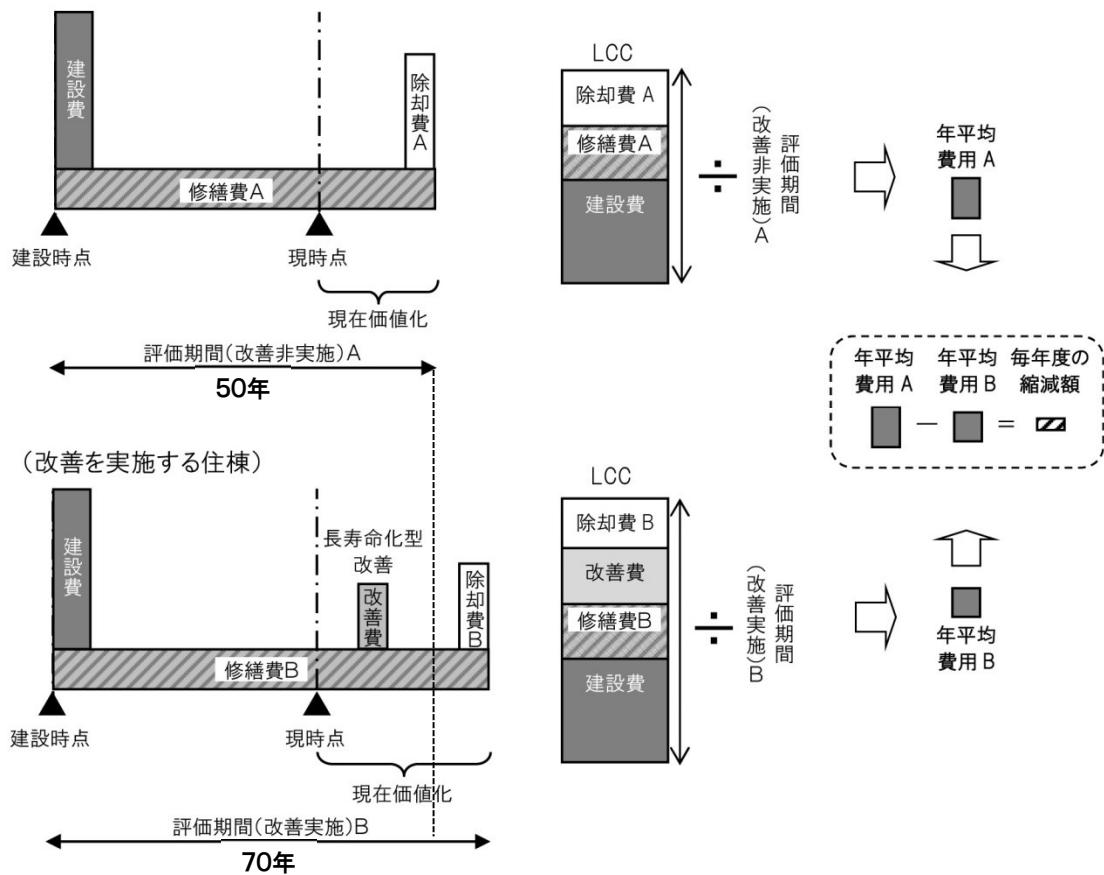 建設費
除却費A
修繕費A
建設時点
現時点
現在価値化
評価期間(改善非実施)A
50年
LCC
除却費 A
修繕費A
建設費
÷
評価期間
(改善非実施)A
年平均
費用 A
年平均
費用 A
年平均
費用 B
毎年度の
縮減額
－
＝
(改善を実施する住棟)
建設費
長寿命化型
改善
改善費
除却費B
修繕費B
建設時点
現時点
現在価値化
評価期間(改善実施)B
70年
LCC
除却費 B
改善費
修繕費B
建設費
÷
評価期間
(改善実施)B
年平均
費用 B